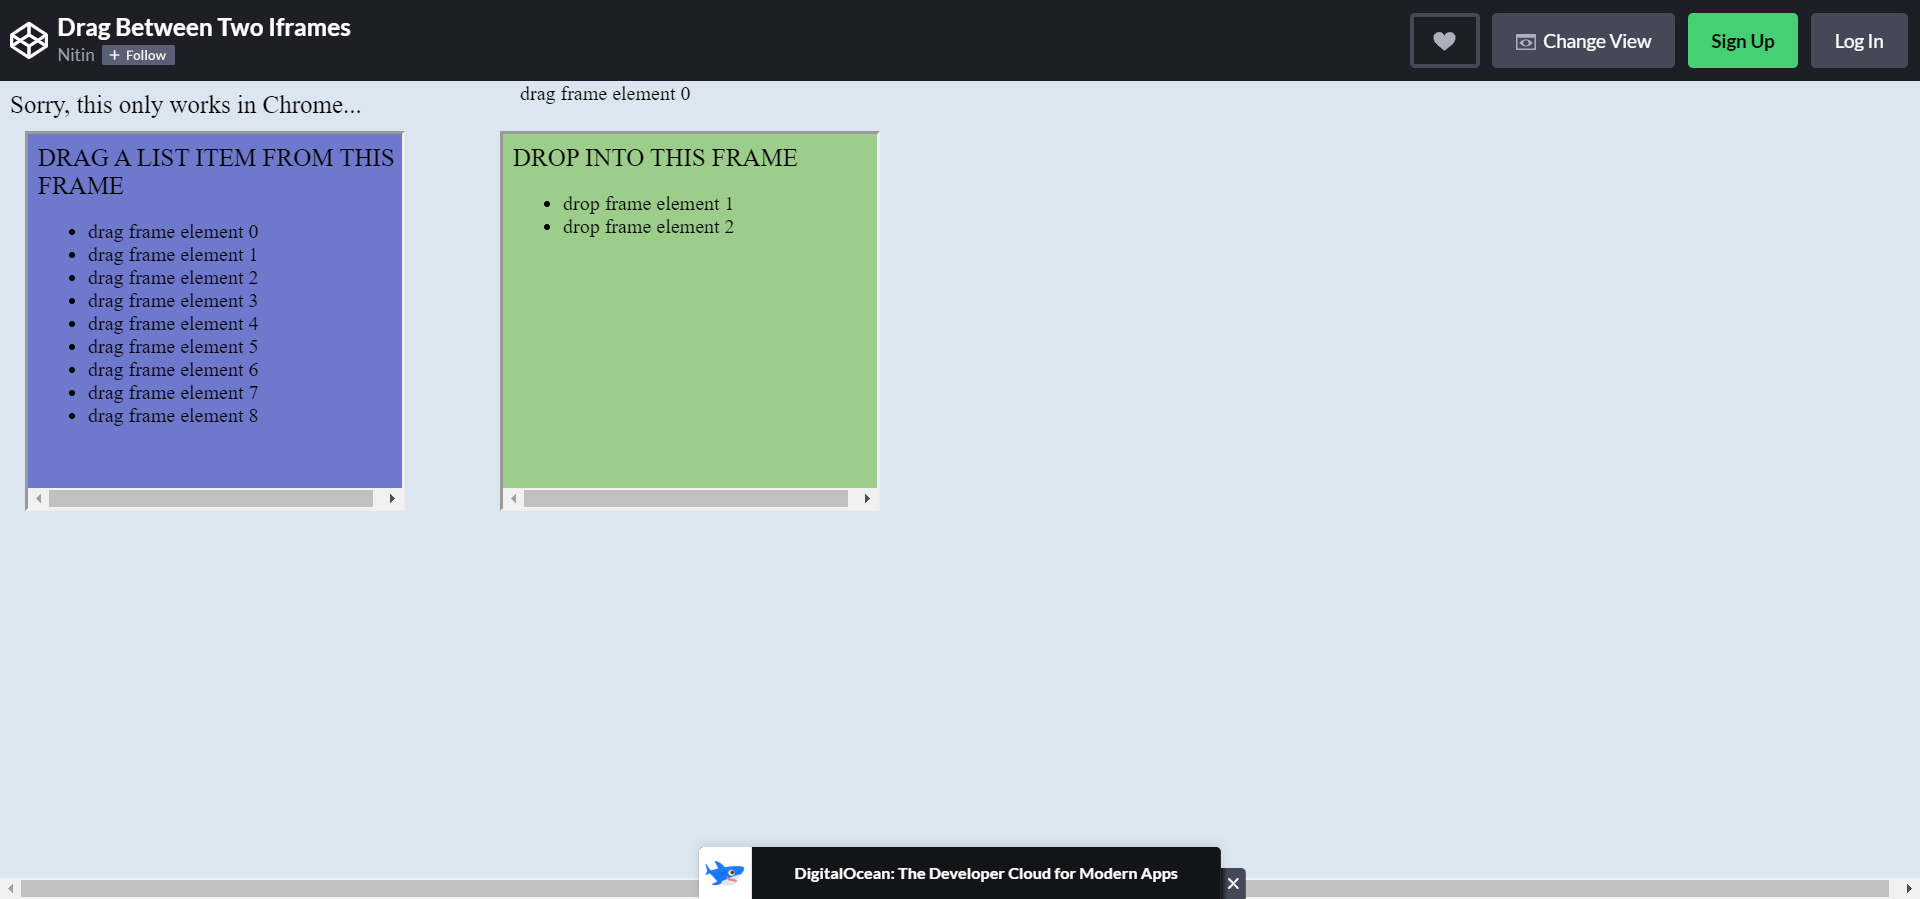 Drag Between Two Iframes
Nitin + Follow
Change View
Sign Up
Log In
Sorry, this only works in Chrome...
drag frame element 0
DRAG A LIST ITEM FROM THIS
FRAME
• drag frame element 0
• drag frame element 1
• drag frame element 2
• drag frame element 3
• drag frame element 4
• drag frame element 5
• drag frame element 6
• drag frame element 7
• drag frame element 8
DROP INTO THIS FRAME
• drop frame element 1
• drop frame element 2
DigitalOcean: The Developer Cloud for Modern Apps